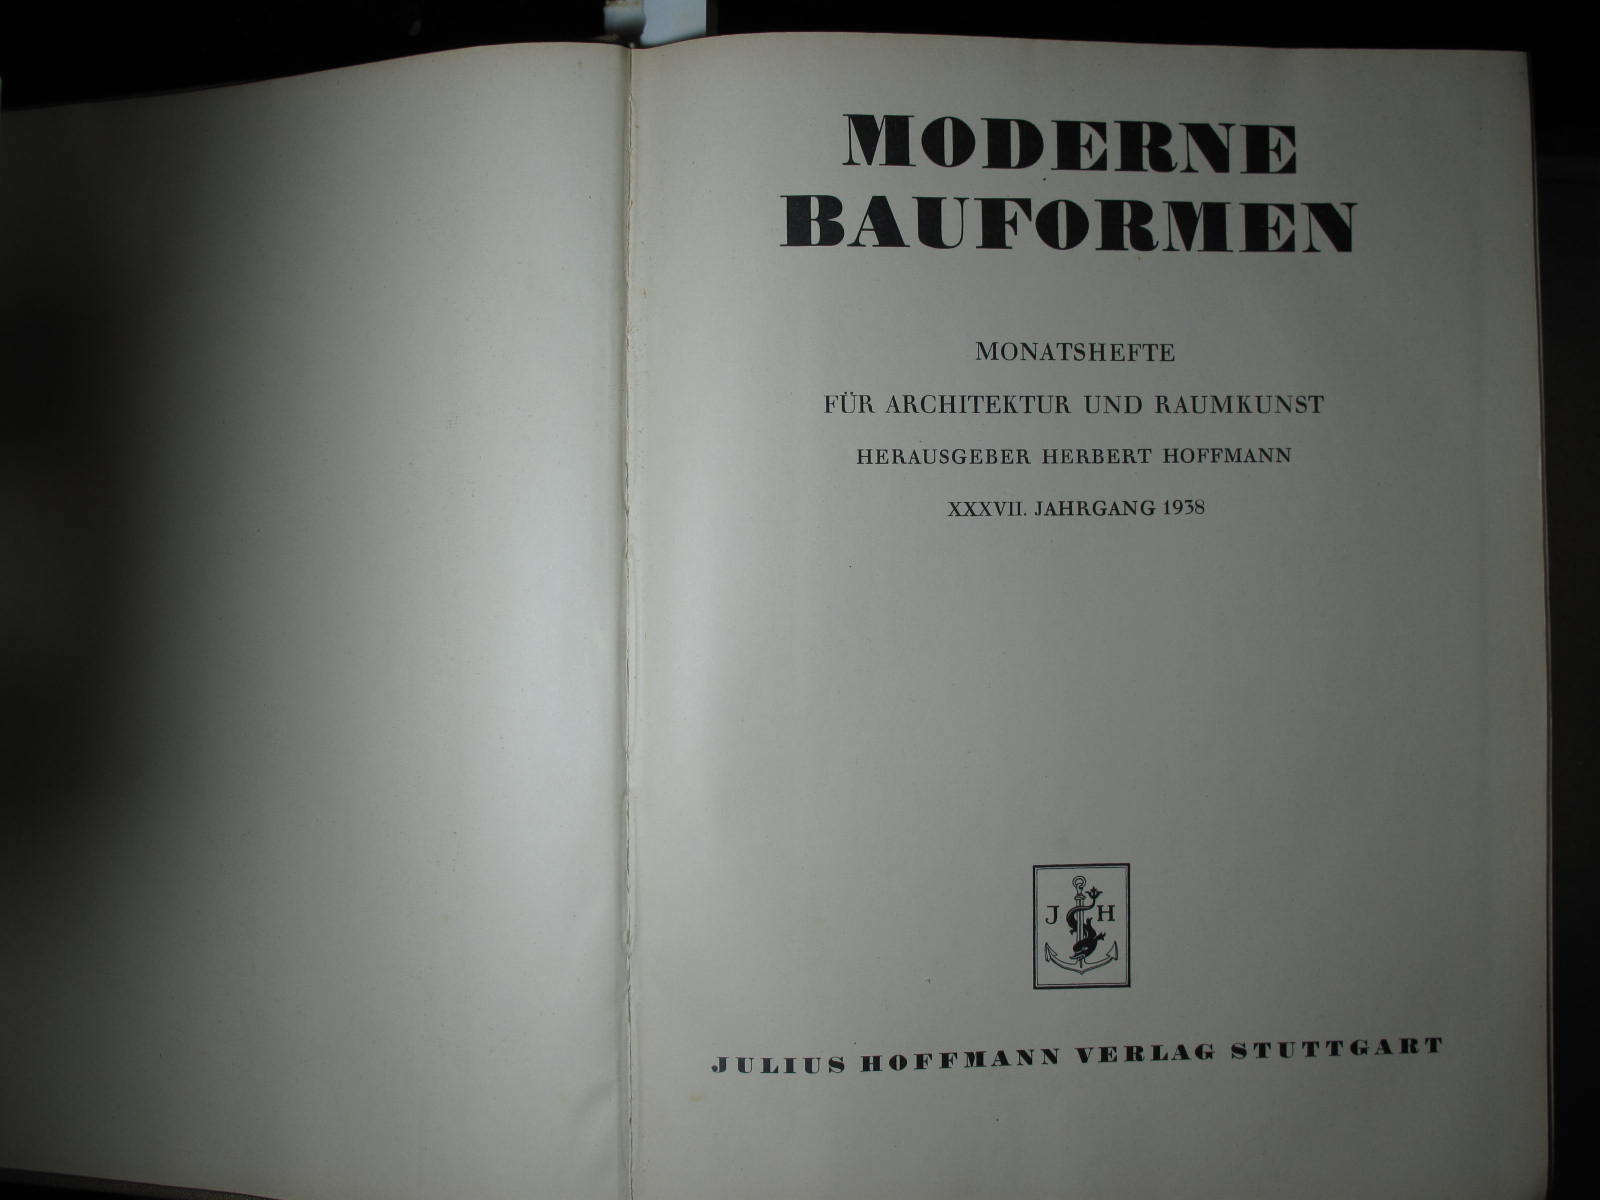 MODERNE
BAUFORMEN
MONATSHEFTE
FÜR ARCHITEKTUR UND RAUMKUNST
HERAUSGEBER HERBERT HOFFMANN
XXXVII. JAHRGANG 1938
J H
JULIUS HOFFMANN VERLAG STUTTGART